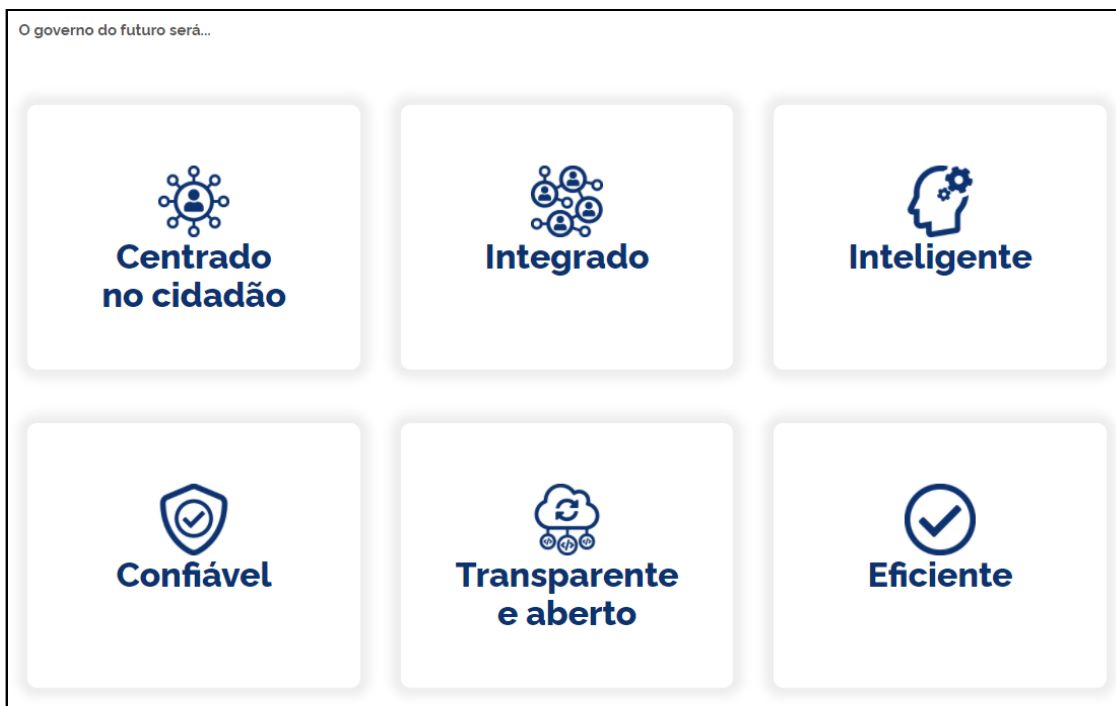 O governo do futuro será...
Centrado
no cidadão
Integrado
Inteligente
Confiável
Transparente
e aberto
Eficiente